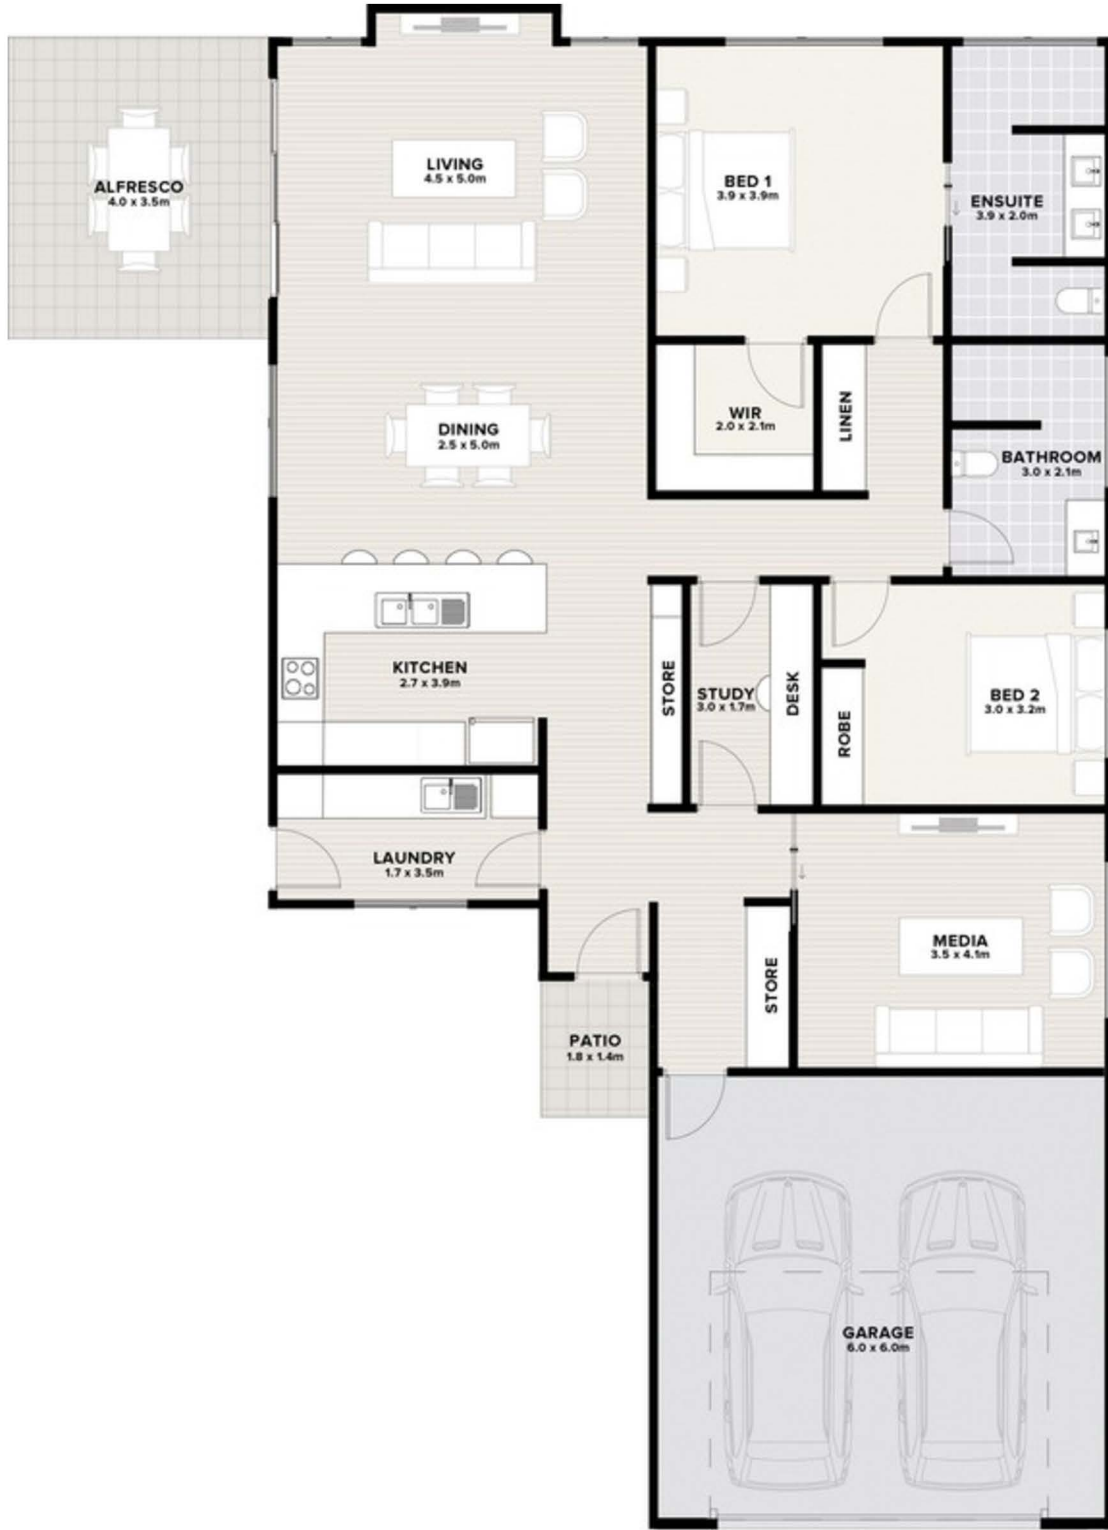 ALFRESCO
4.0 x 3.5m
LIVING
4.5 x 5.0m
BED 1
3.9 x 3.9m
ENSUITE
3.9 x 2.0m
WIR
2.0 x 2.1m
LINEN
DINING
2.5 x 5.0m
BATHROOM
3.0 x 2.1m
KITCHEN
2.7 x 3.9m
STORE
STUDY
3.0 x 1.7m
DESK
ROBE
BED 2
3.0 x 3.2m
LAUNDRY
1.7 x 3.5m
MEDIA
3.5 x 4.1m
STORE
PATIO
1.8 x 1.4m
GARAGE
6.0 x 6.0m